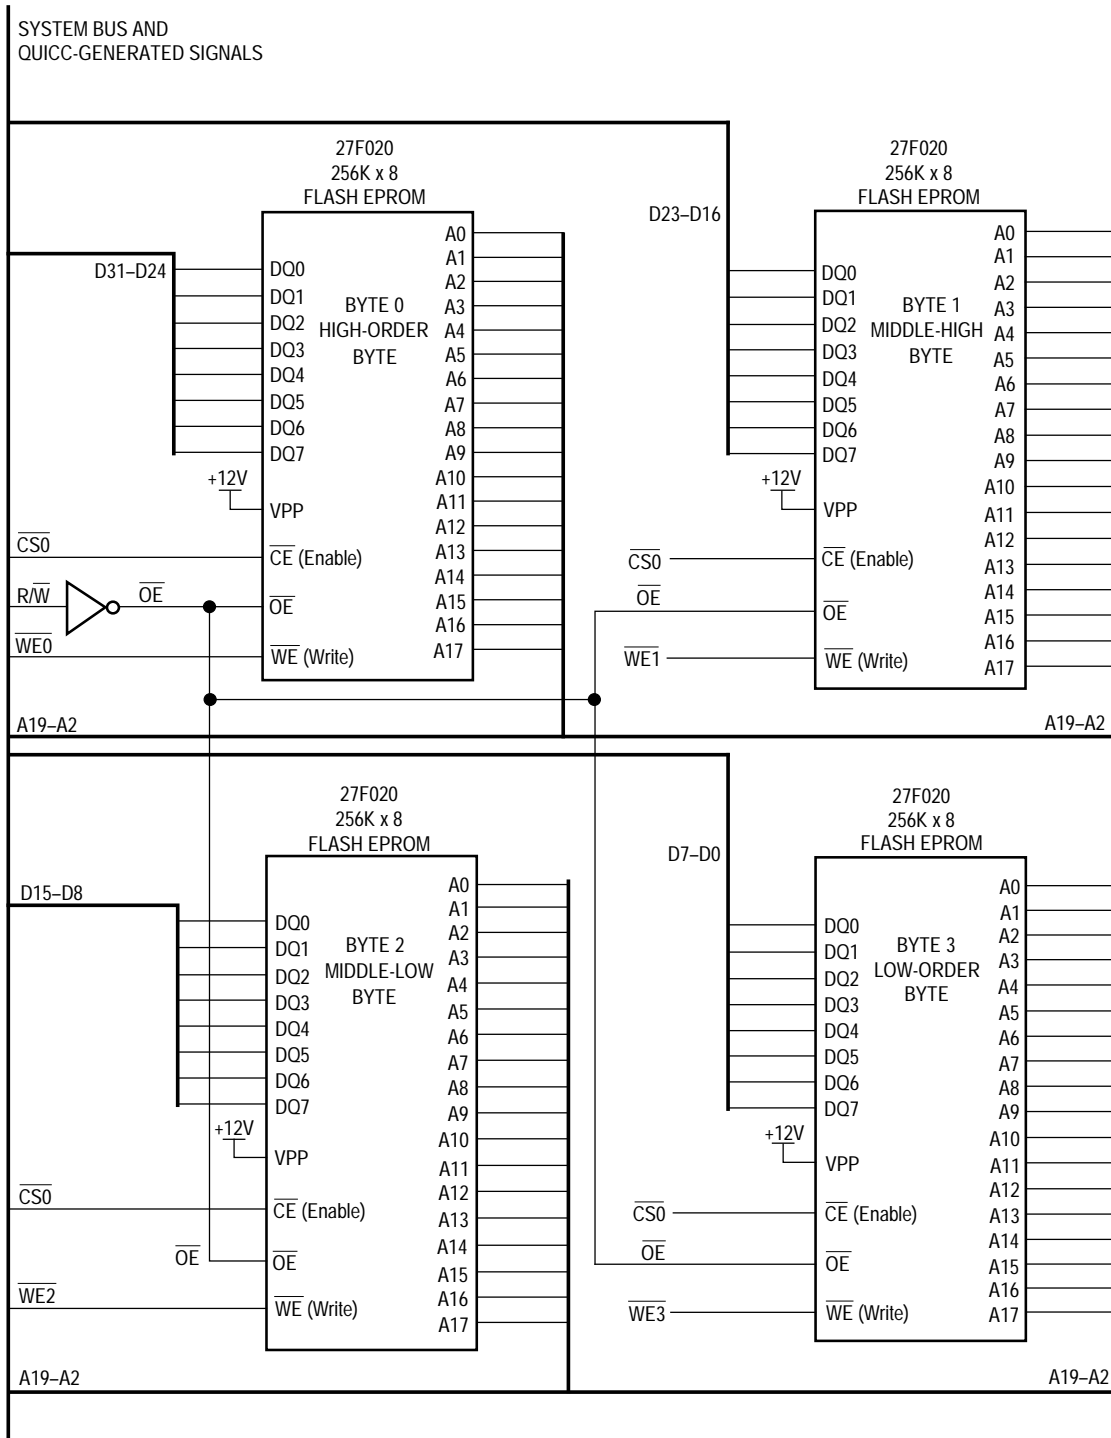 SYSTEM BUS AND
QUICC-GENERATED SIGNALS
27F020
256K x 8
FLASH EPROM
D31–D24
DQ0
DQ1
DQ2
DQ3
DQ4
DQ5
DQ6
DQ7
BYTE 0
HIGH-ORDER
BYTE
A0
A1
A2
A3
A4
A5
A6
A7
A8
A9
A10
A11
A12
A13
A14
A15
A16
A17
+12V
VPP
CS0
CE (Enable)
R/W
OE
OE
WE0
WE (Write)
A19–A2
27F020
256K x 8
FLASH EPROM
D23–D16
DQ0
DQ1
DQ2
DQ3
DQ4
DQ5
DQ6
DQ7
BYTE 1
MIDDLE-HIGH
BYTE
A0
A1
A2
A3
A4
A5
A6
A7
A8
A9
A10
A11
A12
A13
A14
A15
A16
A17
+12V
VPP
CS0
CE (Enable)
OE
OE
WE1
WE (Write)
A19–A2
27F020
256K x 8
FLASH EPROM
D15–D8
DQ0
DQ1
DQ2
DQ3
DQ4
DQ5
DQ6
DQ7
BYTE 2
MIDDLE-LOW
BYTE
A0
A1
A2
A3
A4
A5
A6
A7
A8
A9
A10
A11
A12
A13
A14
A15
A16
A17
+12V
VPP
CS0
CE (Enable)
OE
OE
WE2
WE (Write)
A19–A2
27F020
256K x 8
FLASH EPROM
D7–D0
DQ0
DQ1
DQ2
DQ3
DQ4
DQ5
DQ6
DQ7
BYTE 3
LOW-ORDER
BYTE
A0
A1
A2
A3
A4
A5
A6
A7
A8
A9
A10
A11
A12
A13
A14
A15
A16
A17
+12V
VPP
CS0
CE (Enable)
OE
OE
WE3
WE (Write)
A19–A2